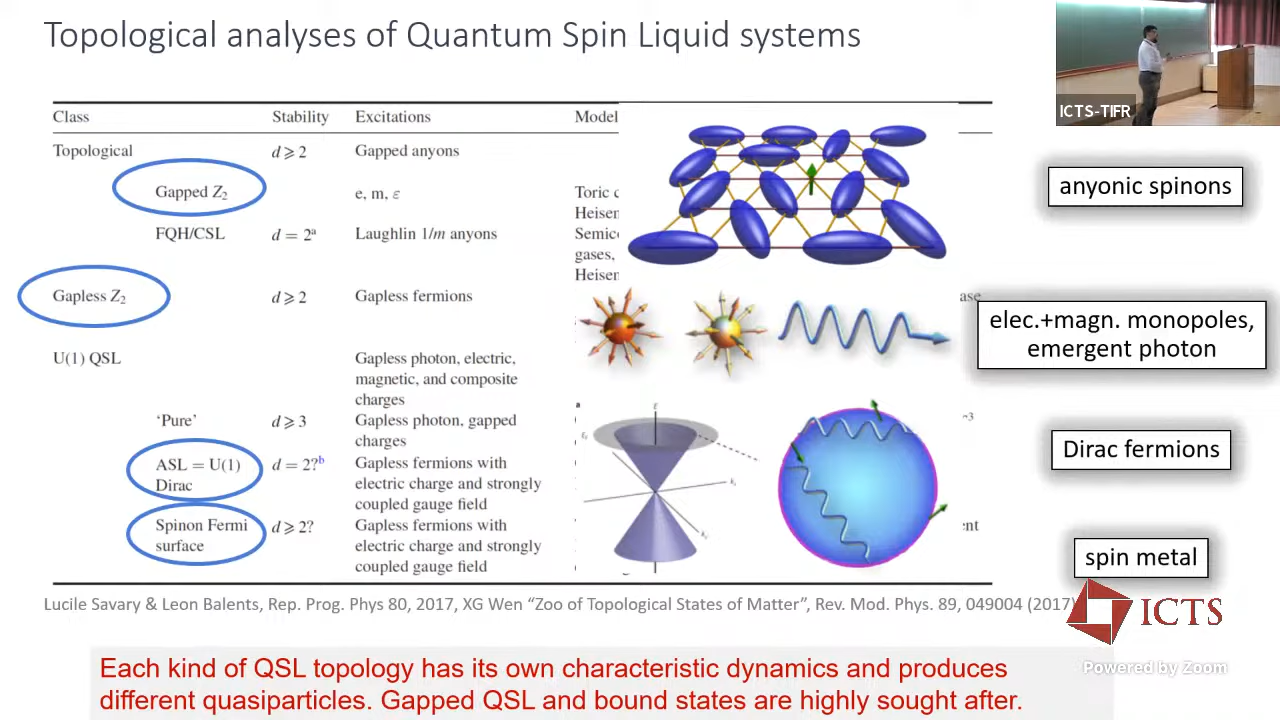 Topological analyses of Quantum Spin Liquid systems
ICTS-TIFR
Class Stability Excitations Model
Topological d ⩾ 2 Gapped anyons
Gapped Z₂ e, m, ε Toric c
Heisen
FQH/CSL d = 2ᵃ Laughlin 1/m anyons Semic
gases,
Heisen
Gapless Z₂ d ⩾ 2 Gapless fermions ase
U(1) QSL Gapless photon, electric,
magnetic, and composite
charges
‘Pure’ d ⩾ 3 Gapless photon, gapped
charges
ASL = U(1) d = 2?ᵇ Gapless fermions with
Dirac electric charge and strongly
coupled gauge field
Spinon Fermi d ⩾ 2? Gapless fermions with ent
surface electric charge and strongly
coupled gauge field
anyonic spinons
elec.+magn. monopoles,
emergent photon
Dirac fermions
spin metal
Lucile Savary & Leon Balents, Rep. Prog. Phys 80, 2017, XG Wen “Zoo of Topological States of Matter”, Rev. Mod. Phys. 89, 049004 (2017)
ICTS
Powered by Zoom
Each kind of QSL topology has its own characteristic dynamics and produces
different quasiparticles. Gapped QSL and bound states are highly sought after.